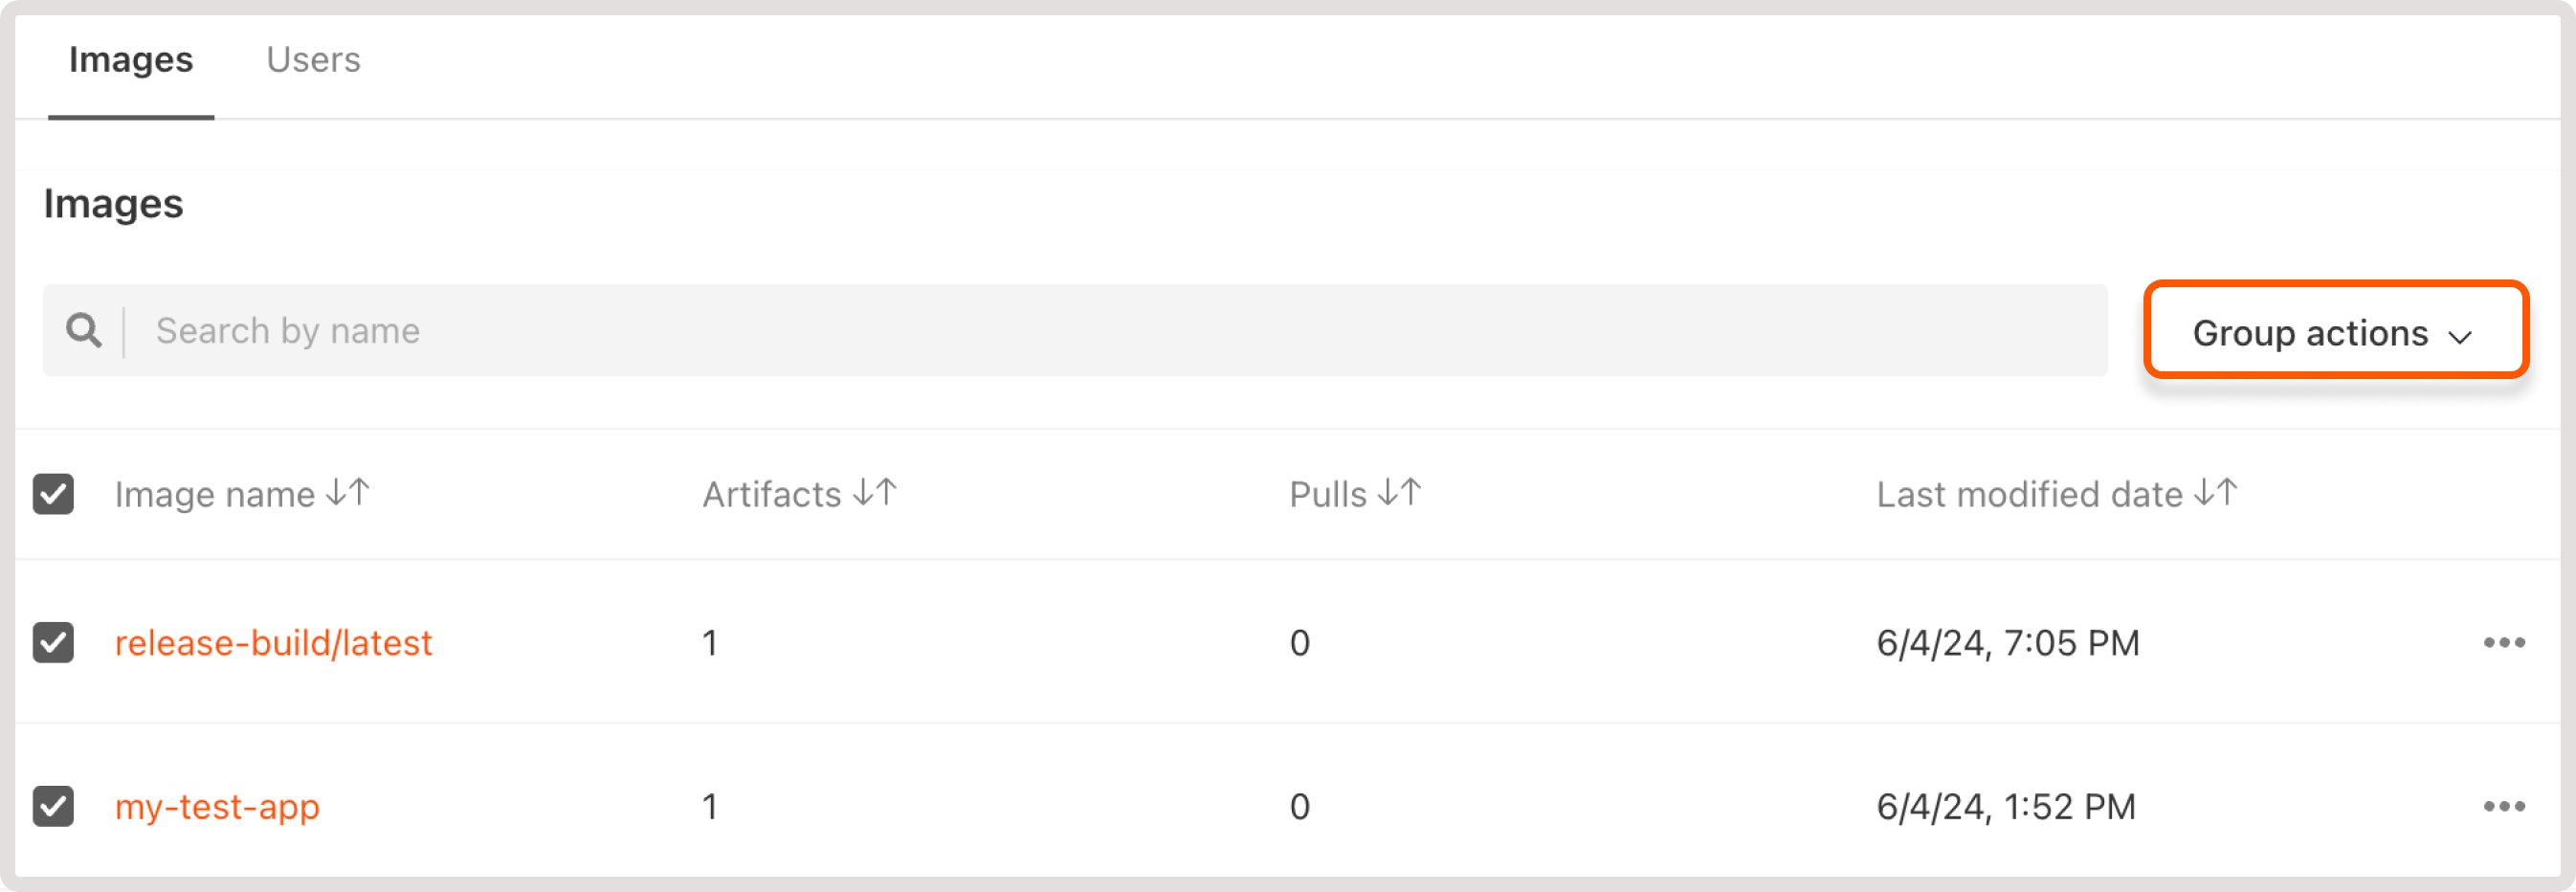 Images Users
Images
Search by name Group actions
Image name Artifacts Pulls Last modified date
release-build/latest 1 0 6/4/24, 7:05 PM
my-test-app 1 0 6/4/24, 1:52 PM